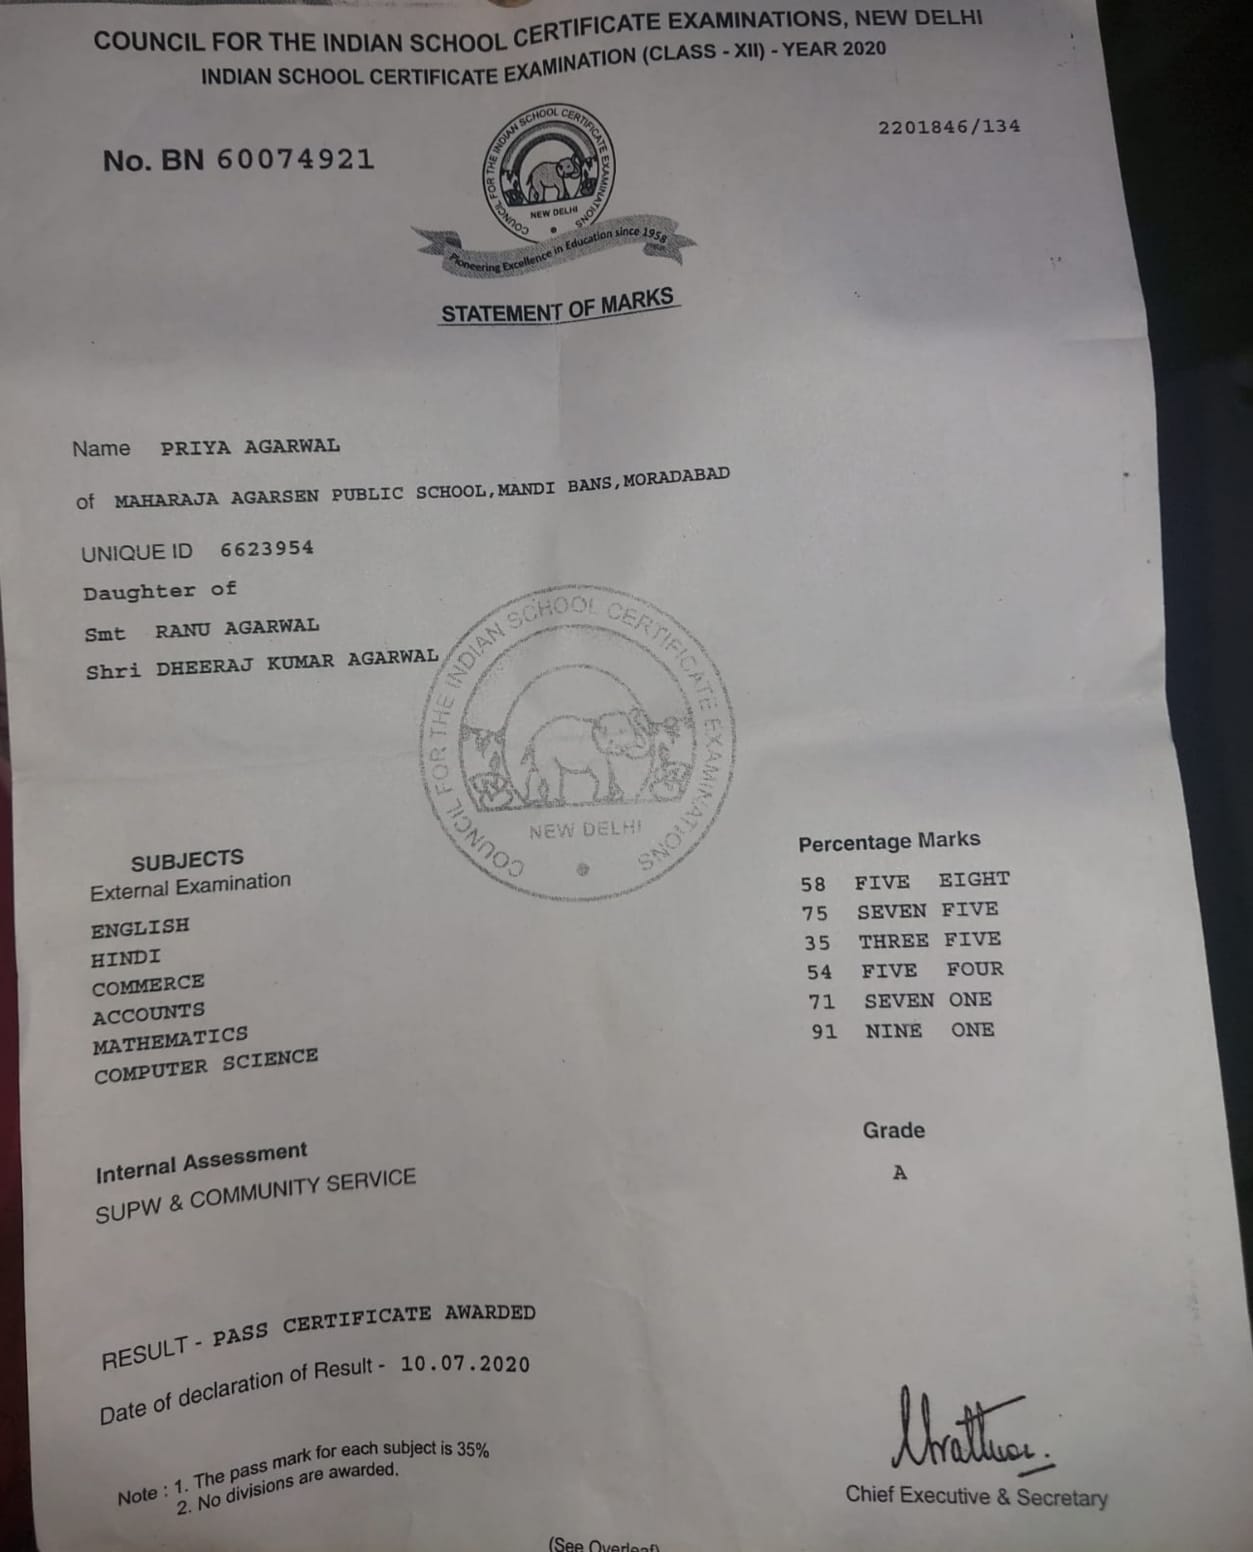 COUNCIL FOR THE INDIAN SCHOOL CERTIFICATE EXAMINATIONS, NEW DELHI
INDIAN SCHOOL CERTIFICATE EXAMINATION (CLASS - XII) - YEAR 2020
2201846/134
No. BN 60074921
COUNCIL FOR THE INDIAN SCHOOL CERTIFICATE EXAMINATIONS
NEW DELHI
Pioneering Excellence in Education since 1958
STATEMENT OF MARKS
Name PRIYA AGARWAL
of MAHARAJA AGARSEN PUBLIC SCHOOL,MANDI BANS,MORADABAD
UNIQUE ID 6623954
Daughter of
Smt RANU AGARWAL
Shri DHEERAJ KUMAR AGARWAL
COUNCIL FOR THE INDIAN SCHOOL CERTIFICATE EXAMINATIONS
NEW DELHI
SUBJECTS Percentage Marks
External Examination
ENGLISH 58 FIVE EIGHT
HINDI 75 SEVEN FIVE
COMMERCE 35 THREE FIVE
ACCOUNTS 54 FIVE FOUR
MATHEMATICS 71 SEVEN ONE
COMPUTER SCIENCE 91 NINE ONE
Internal Assessment Grade
SUPW & COMMUNITY SERVICE A
RESULT - PASS CERTIFICATE AWARDED
Date of declaration of Result - 10.07.2020
Note : 1. The pass mark for each subject is 35%
2. No divisions are awarded.
Chief Executive & Secretary
(See Overleaf)